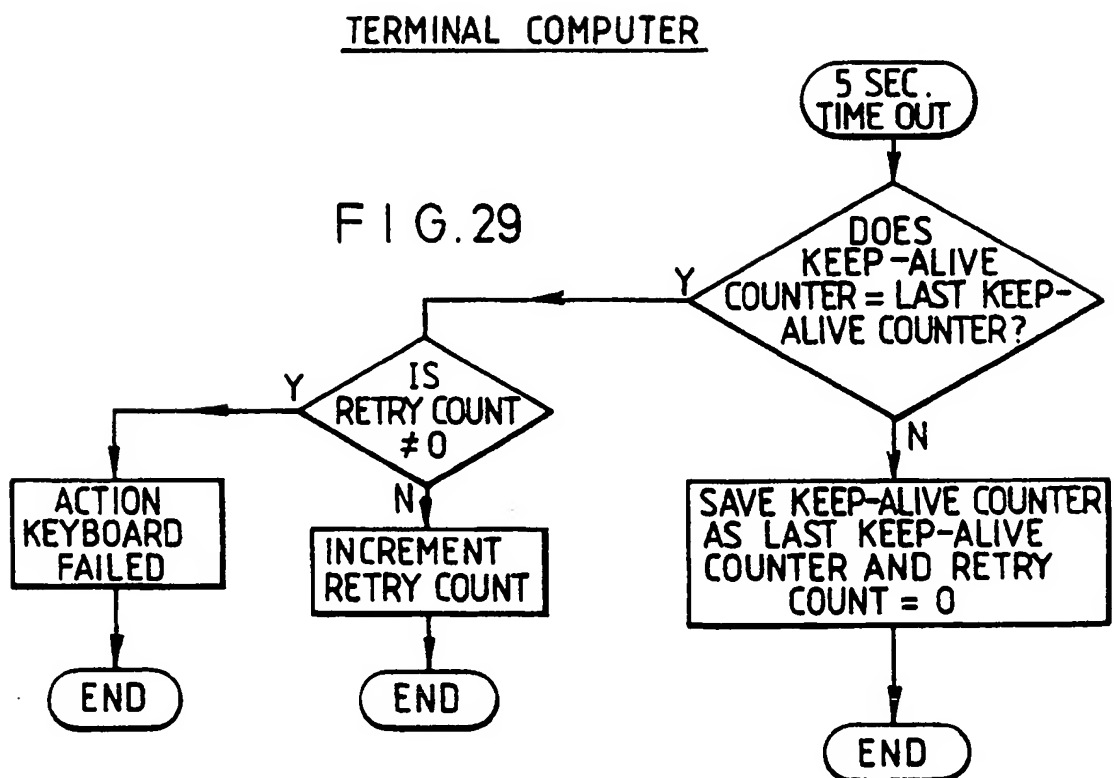 TERMINAL COMPUTER
5 SEC.
TIME OUT
FIG.29
DOES
KEEP-ALIVE
COUNTER = LAST KEEP-
ALIVE COUNTER?
Y
N
IS
RETRY COUNT
≠ 0
Y
N
ACTION
KEYBOARD
FAILED
INCREMENT
RETRY COUNT
SAVE KEEP-ALIVE COUNTER
AS LAST KEEP-ALIVE
COUNTER AND RETRY
COUNT = 0
END
END
END